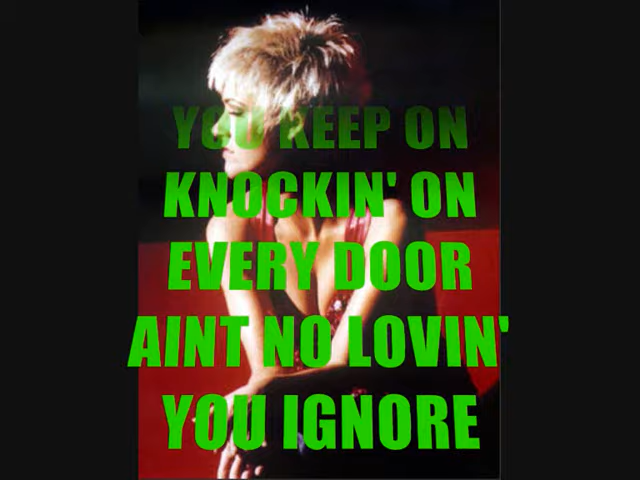 YOU KEEP ON
KNOCKIN' ON
EVERY DOOR
AINT NO LOVIN'
YOU IGNORE